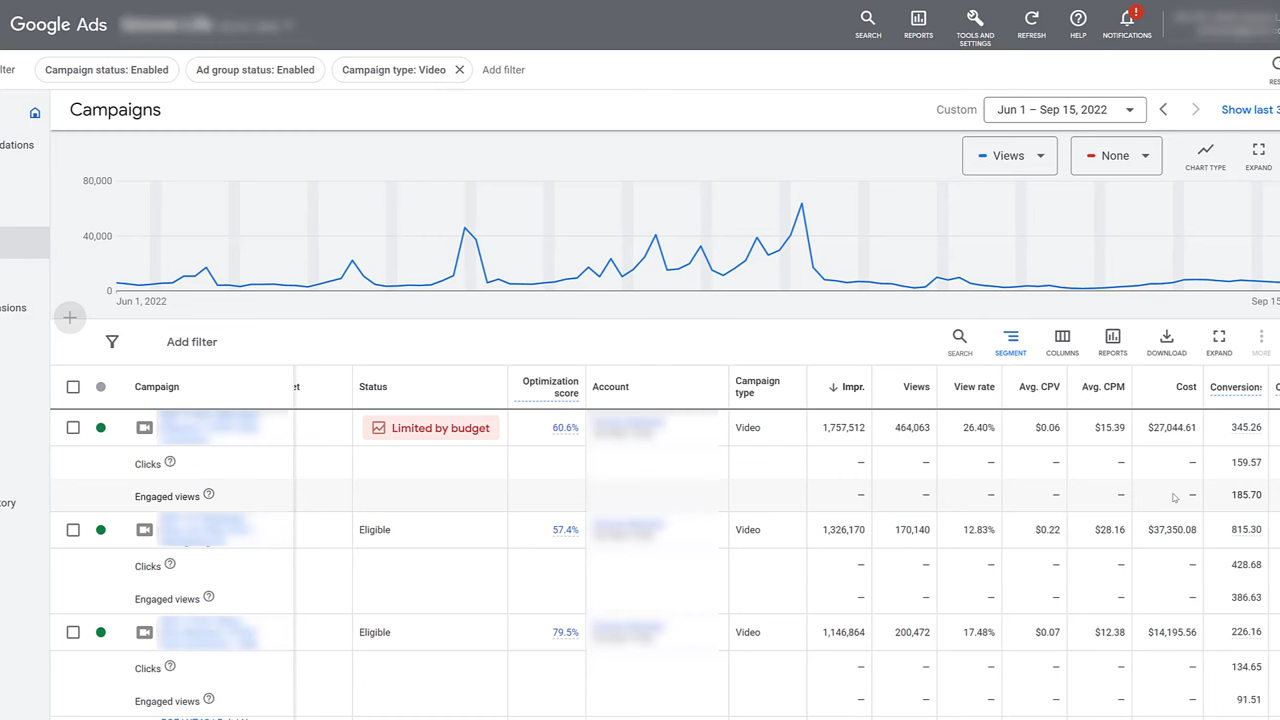 Google Ads
SEARCH
REPORTS
TOOLS AND
SETTINGS
REFRESH
HELP
NOTIFICATIONS
!
lter
Campaign status: Enabled
Ad group status: Enabled
Campaign type: Video
Add filter
RES
Campaigns
Custom
Jun 1 – Sep 15, 2022
Show last 3
dations
nsions
tory
Views
None
CHART TYPE
EXPAND
80,000
40,000
0
Jun 1, 2022
Sep 15
Add filter
SEARCH
SEGMENT
COLUMNS
REPORTS
DOWNLOAD
EXPAND
MORE
Campaign
et
Status
Optimization
score
Account
Campaign
type
Impr.
Views
View rate
Avg. CPV
Avg. CPM
Cost
Conversions
Limited by budget 60.6% Video 1,757,512 464,063 26.40% $0.06 $15.39 $27,044.61 345.26
Clicks – – – – – – 159.57
Engaged views – – – – – – 185.70
Eligible 57.4% Video 1,326,170 170,140 12.83% $0.22 $28.16 $37,350.08 815.30
Clicks – – – – – – 428.68
Engaged views – – – – – – 386.63
Eligible 79.5% Video 1,146,864 200,472 17.48% $0.07 $12.38 $14,195.56 226.16
Clicks – – – – – – 134.65
Engaged views – – – – – – 91.51